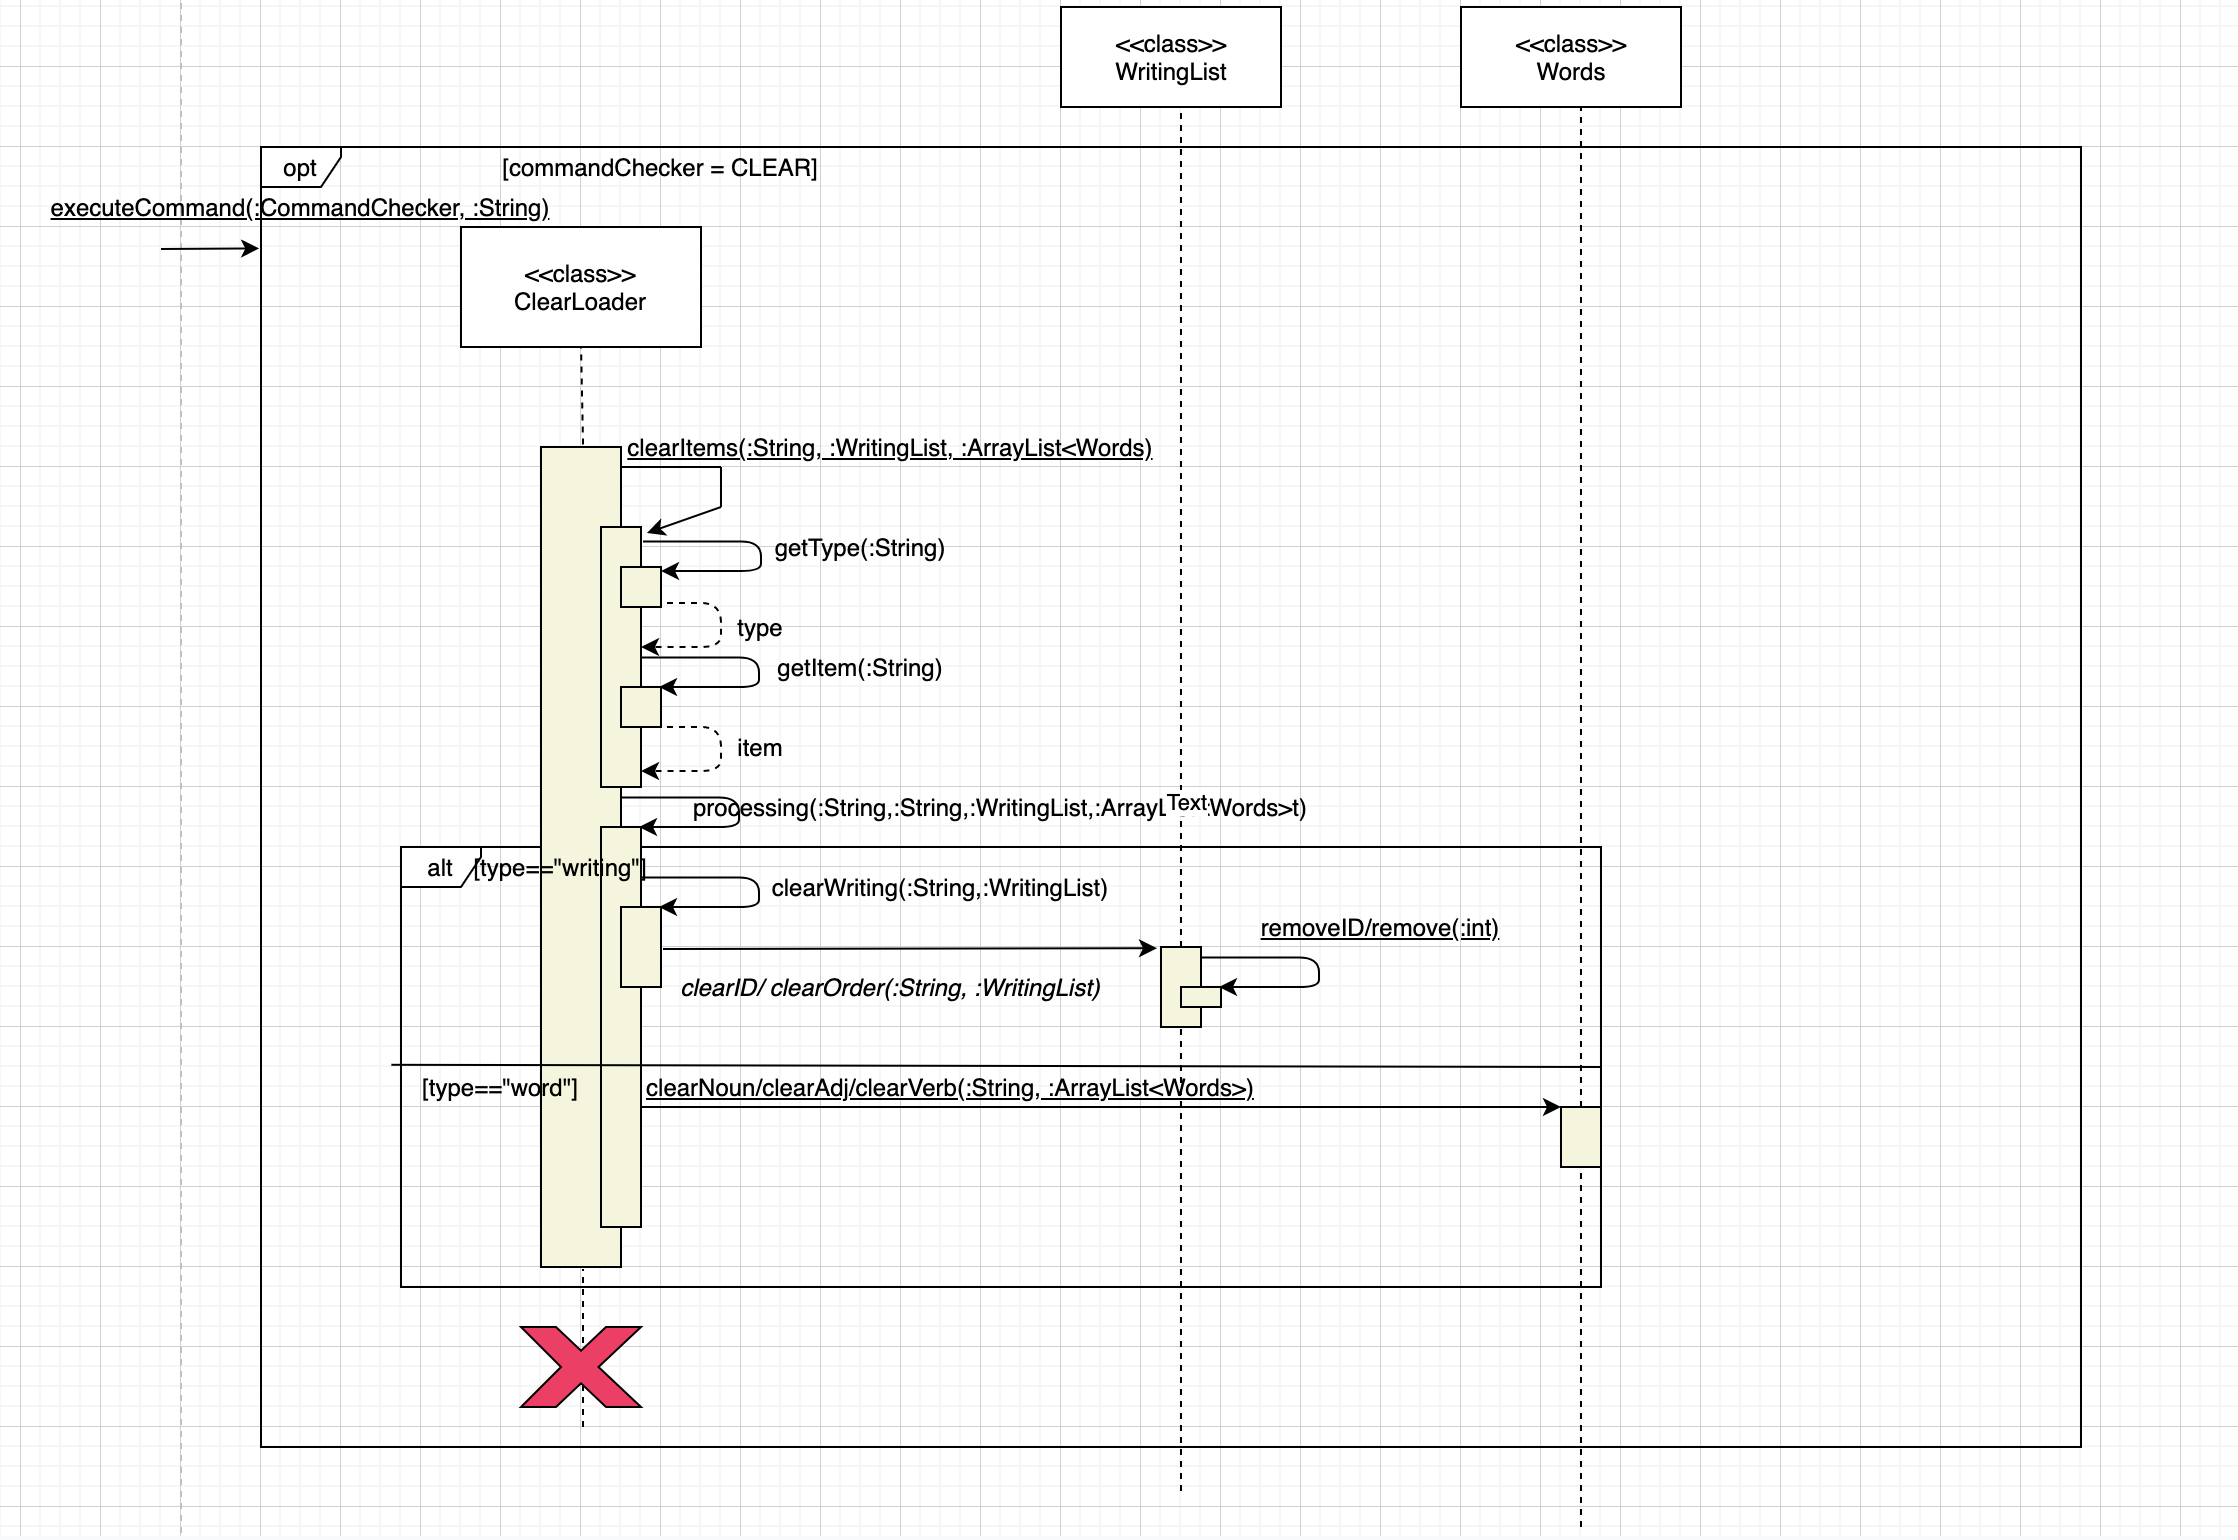 <<class>>
WritingList
<<class>>
Words
opt
[commandChecker = CLEAR]
executeCommand(:CommandChecker, :String)
<<class>>
ClearLoader
clearItems(:String, :WritingList, :ArrayList<Words)
getType(:String)
type
getItem(:String)
item
processing(:String,:String,:WritingList,:ArrayL Words>t)
Text
alt
[type=="writing"]
clearWriting(:String,:WritingList)
removeID/remove(:int)
clearID/ clearOrder(:String, :WritingList)
[type=="word"]
clearNoun/clearAdj/clearVerb(:String, :ArrayList<Words>)